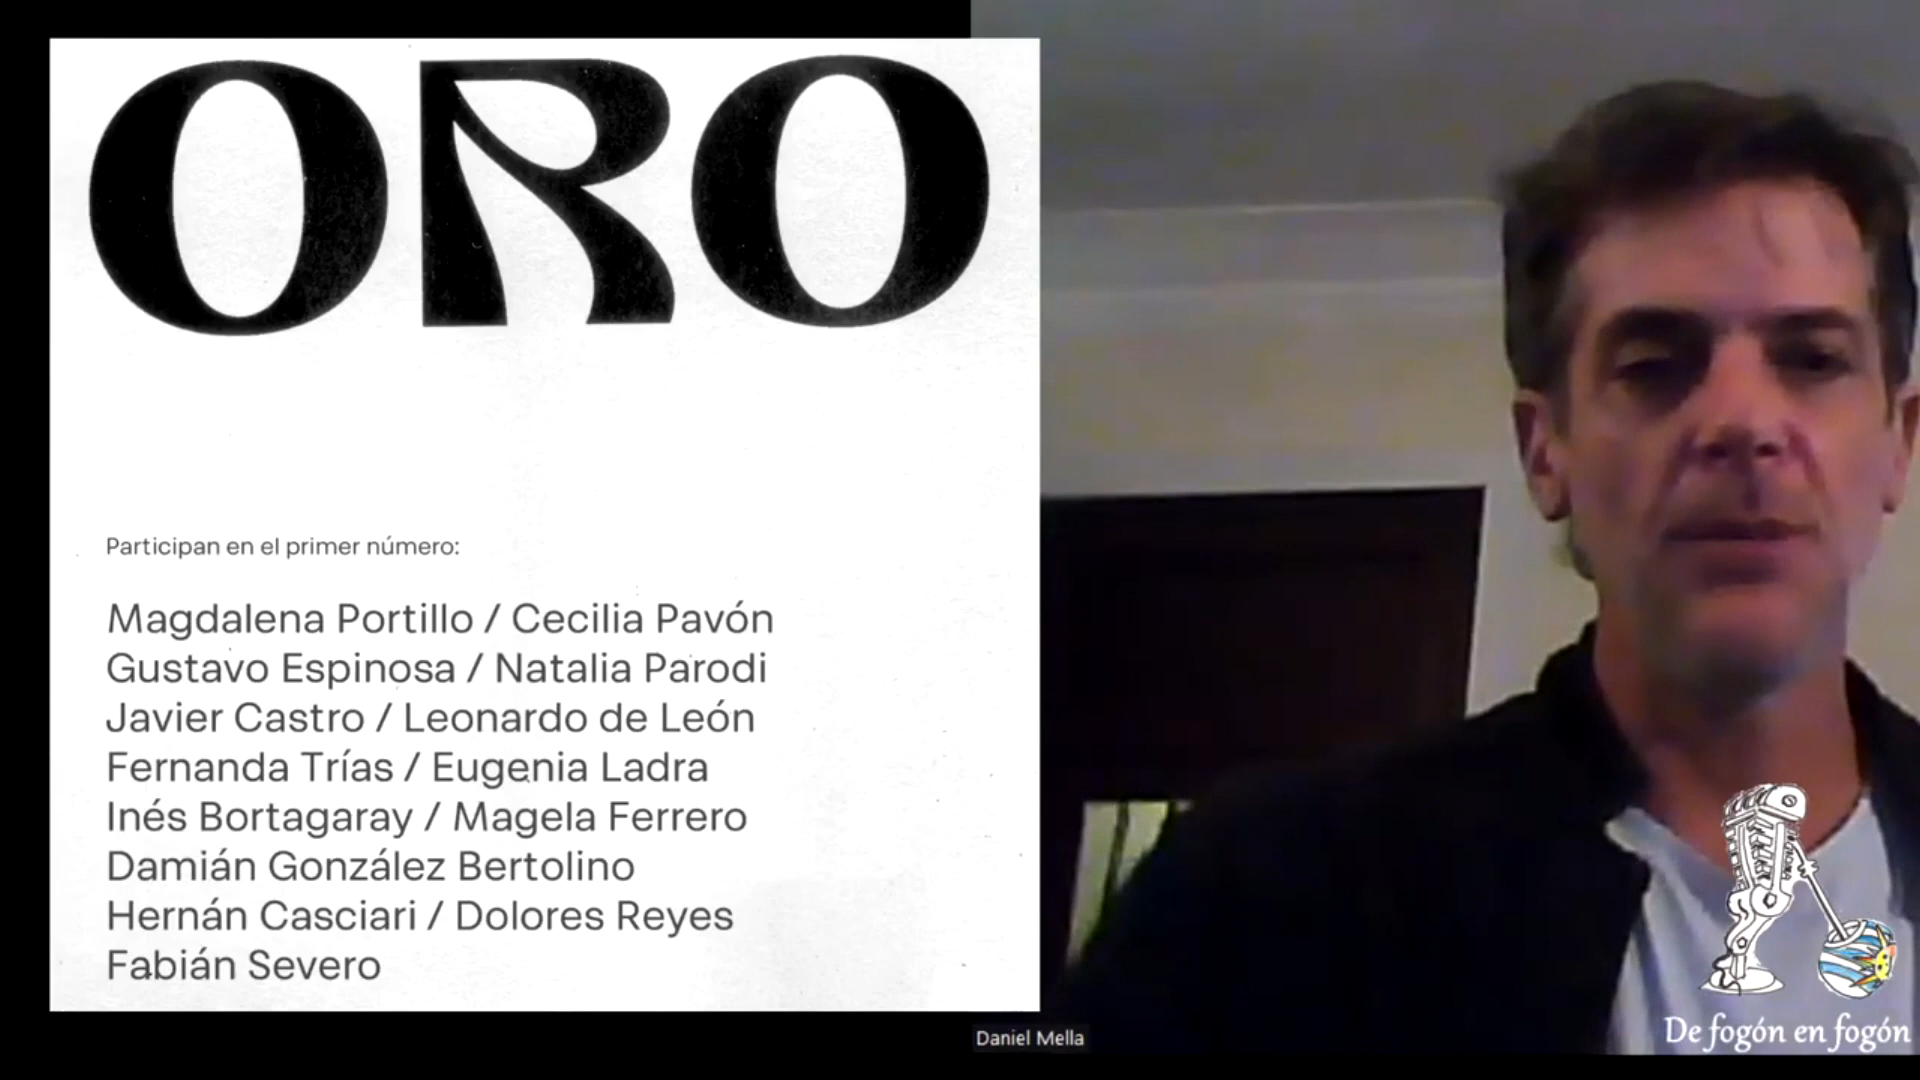 ORO
Participan en el primer número:
Magdalena Portillo / Cecilia Pavón
Gustavo Espinosa / Natalia Parodi
Javier Castro / Leonardo de León
Fernanda Trías / Eugenia Ladra
Inés Bortagaray / Magela Ferrero
Damián González Bertolino
Hernán Casciari / Dolores Reyes
Fabián Severo
Daniel Mella
De fogón en fogón